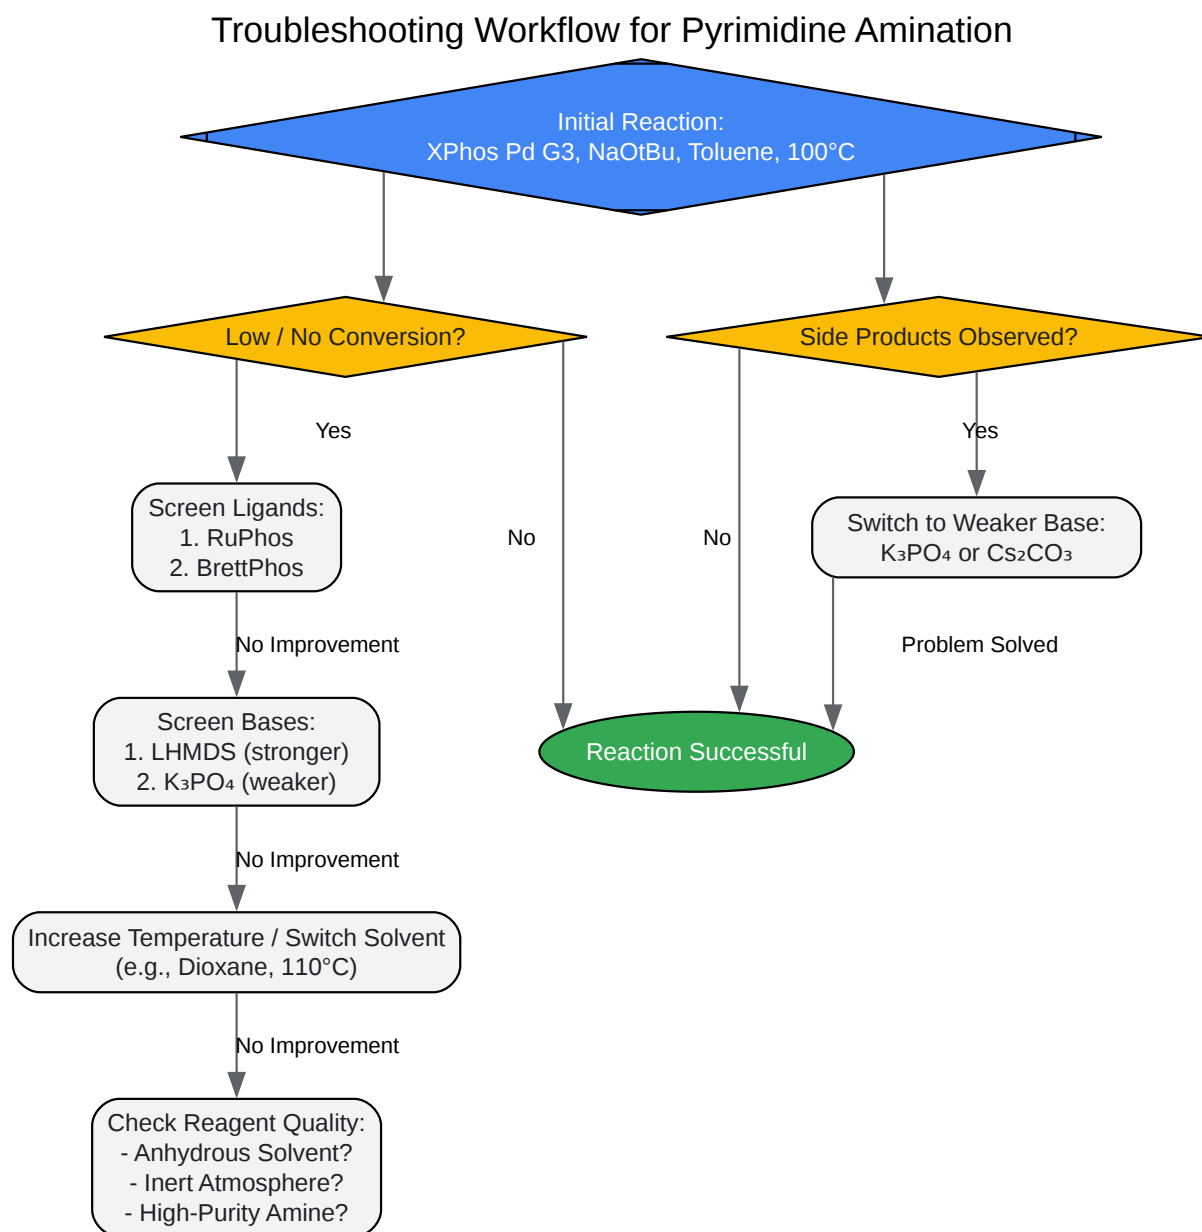 Troubleshooting Workflow for Pyrimidine Amination
Initial Reaction:
XPhos Pd G3, NaOtBu, Toluene, 100°C
Low / No Conversion?
Side Products Observed?
Yes
Yes
Screen Ligands:
1. RuPhos
2. BrettPhos
No
No
Switch to Weaker Base:
K₃PO₄ or Cs₂CO₃
No Improvement
Problem Solved
Screen Bases:
1. LHMDS (stronger)
2. K₃PO₄ (weaker)
Reaction Successful
No Improvement
Increase Temperature / Switch Solvent
(e.g., Dioxane, 110°C)
No Improvement
Check Reagent Quality:
- Anhydrous Solvent?
- Inert Atmosphere?
- High-Purity Amine?